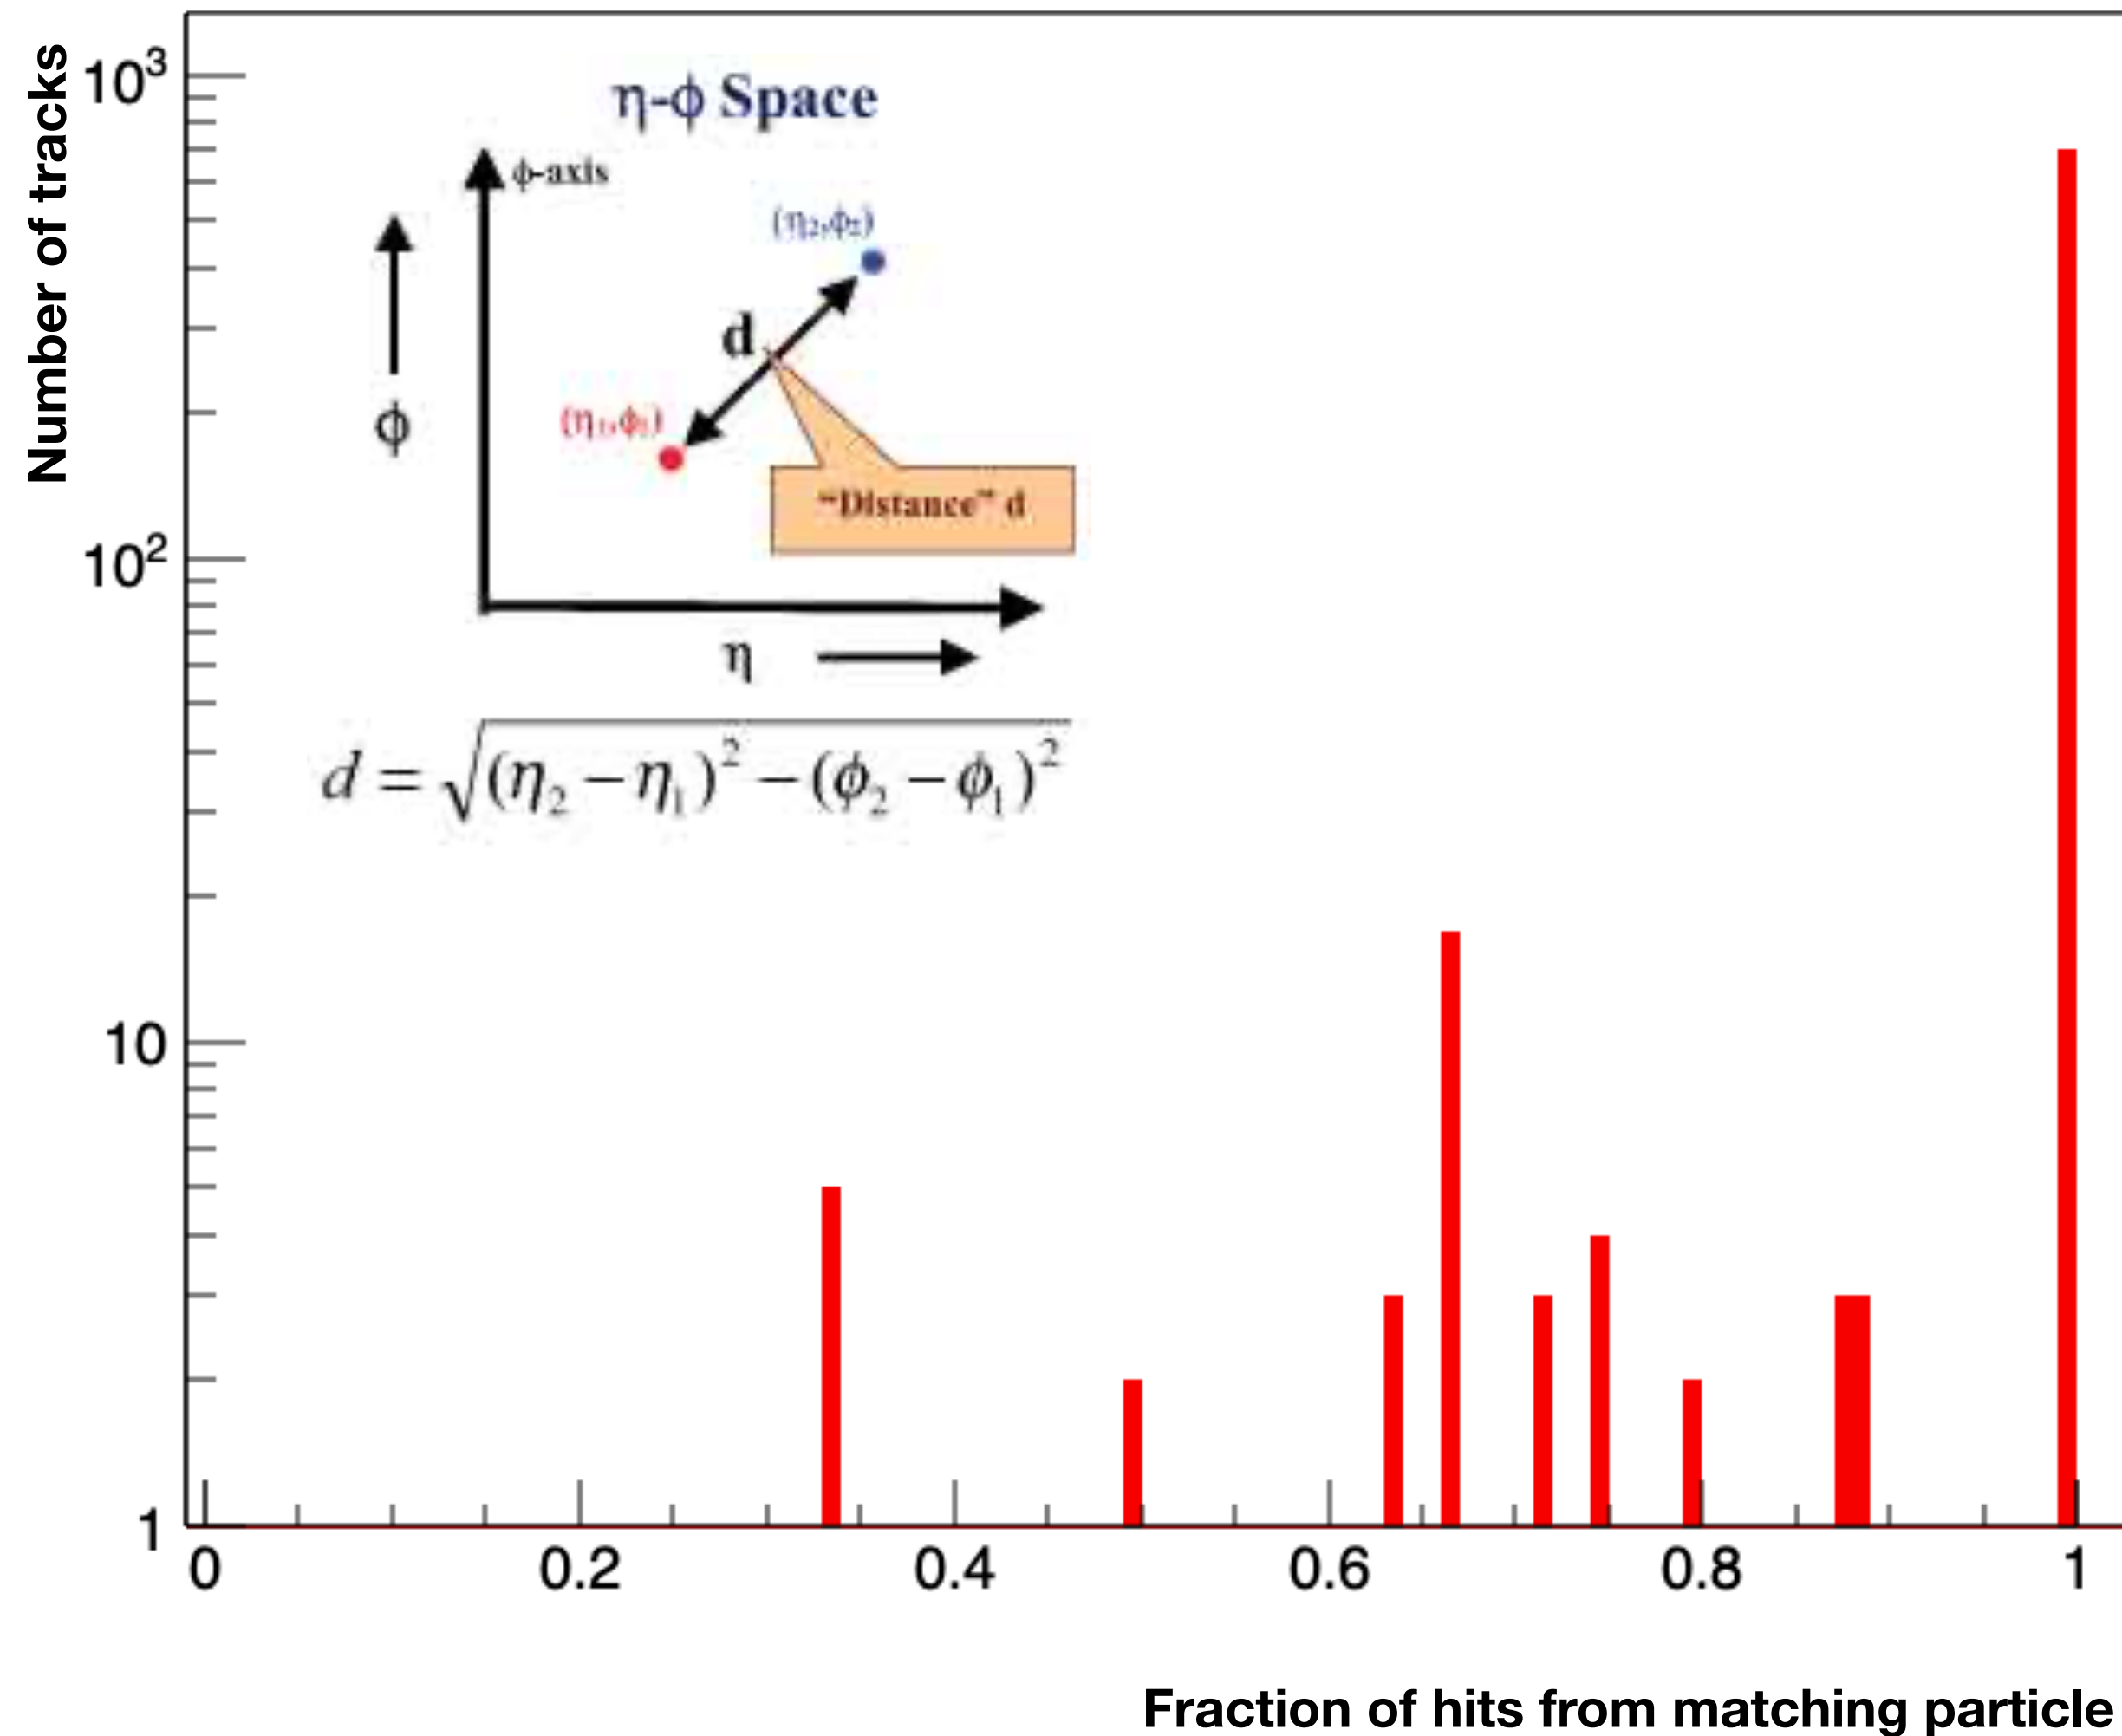 Number of tracks
10³
10²
10
1
η-ϕ Space
ϕ-axis
(η₂,ϕ₂)
d
ϕ
(η₁,ϕ₁)
“Distance” d
η
d = √(η₂ – η₁)² – (ϕ₂ – ϕ₁)²
0 0.2 0.4 0.6 0.8 1
Fraction of hits from matching particle